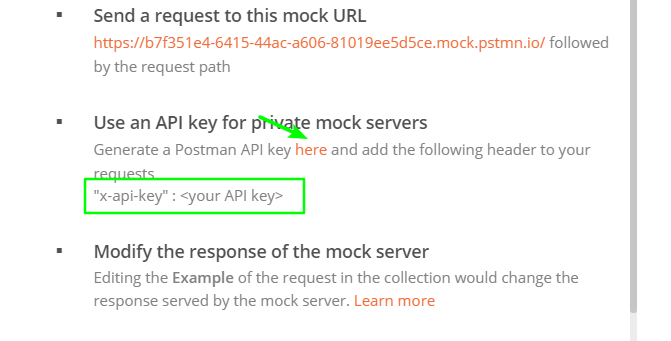 Send a request to this mock URL
https://b7f351e4-6415-44ac-a606-81019ee5d5ce.mock.pstmn.io/ followed
by the request path
Use an API key for private mock servers
Generate a Postman API key here and add the following header to your
requests
"x-api-key" : <your API key>
Modify the response of the mock server
Editing the Example of the request in the collection would change the
response served by the mock server. Learn more